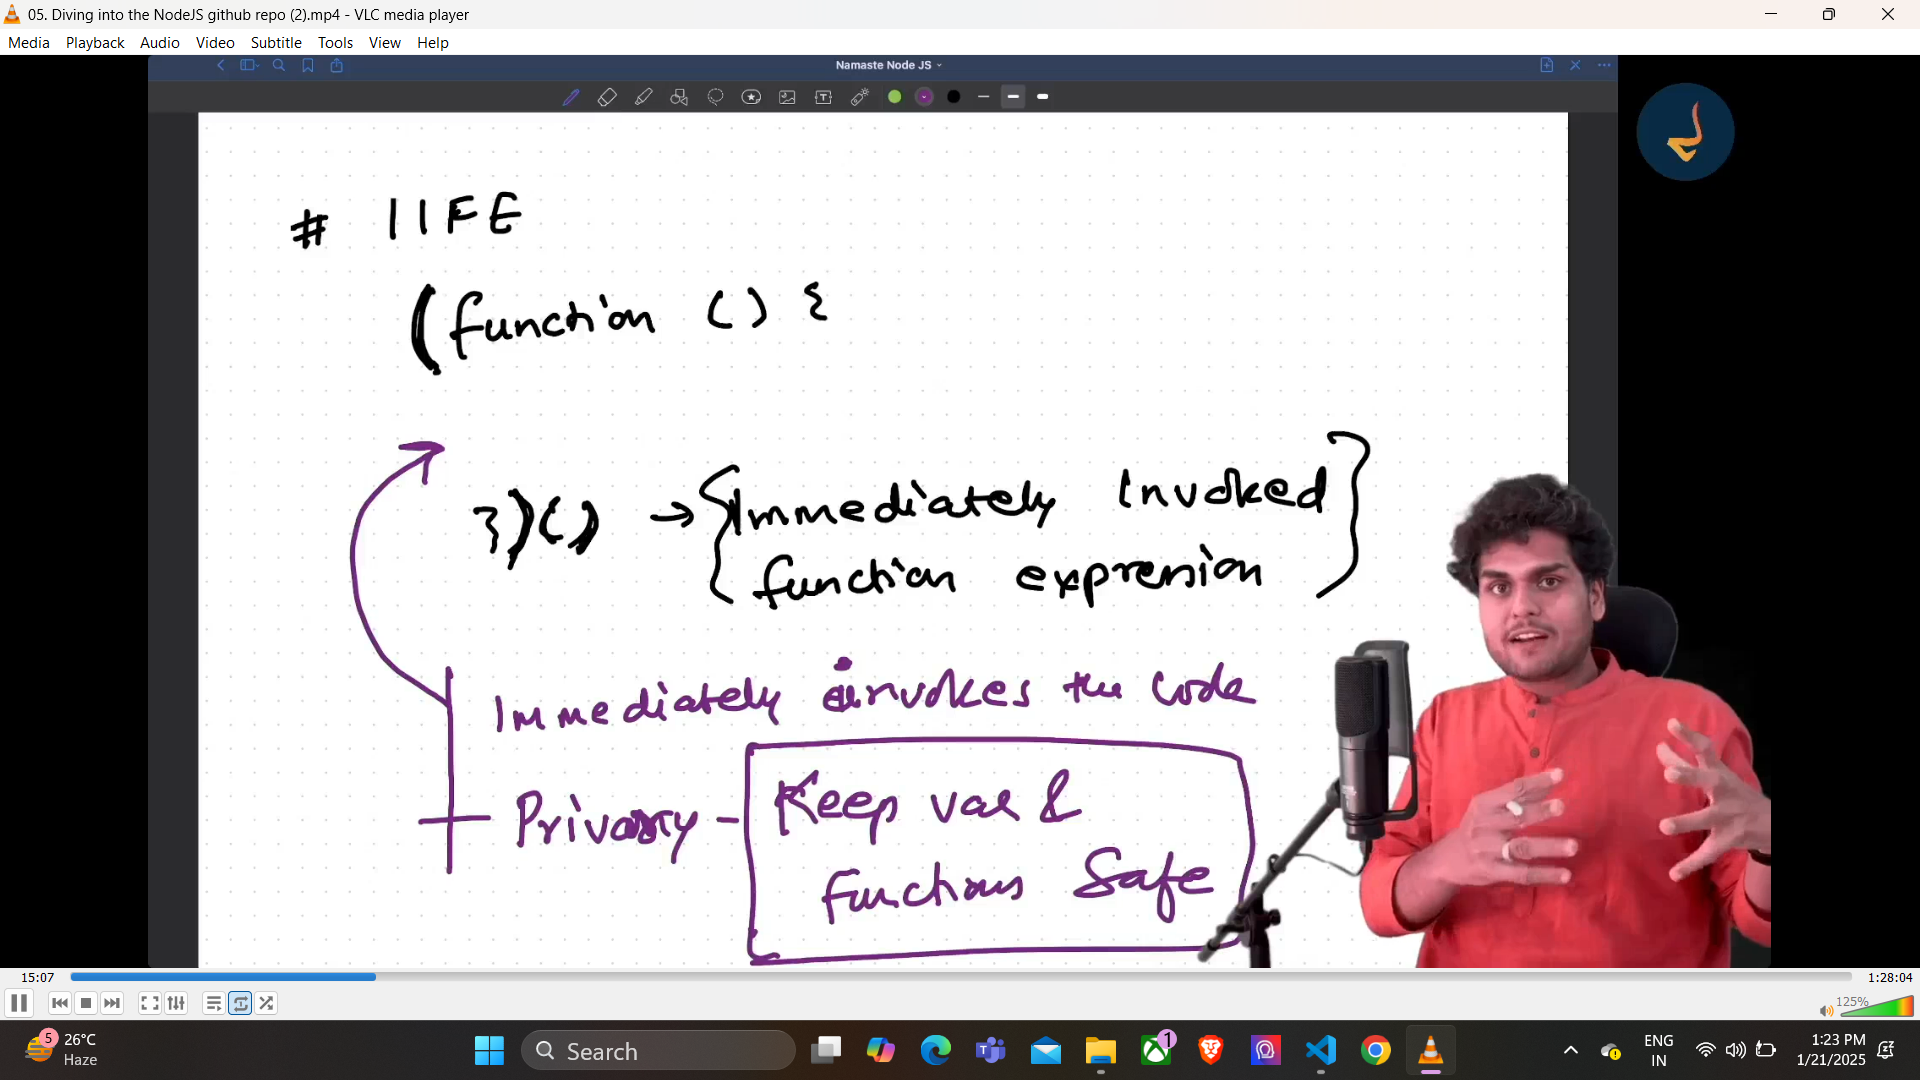 05. Diving into the NodeJS github repo (2).mp4 - VLC media player
Media Playback Audio Video Subtitle Tools View Help
Namaste Node JS
# IIFE
(function () {
})() → {Immediately Invoked
function expression}
Immediately invokes the code
Privacy - Keep var &
functions Safe
15:07
1:28:04
125%
5
26°C
Haze
Search
1
ENG
IN
1:23 PM
1/21/2025